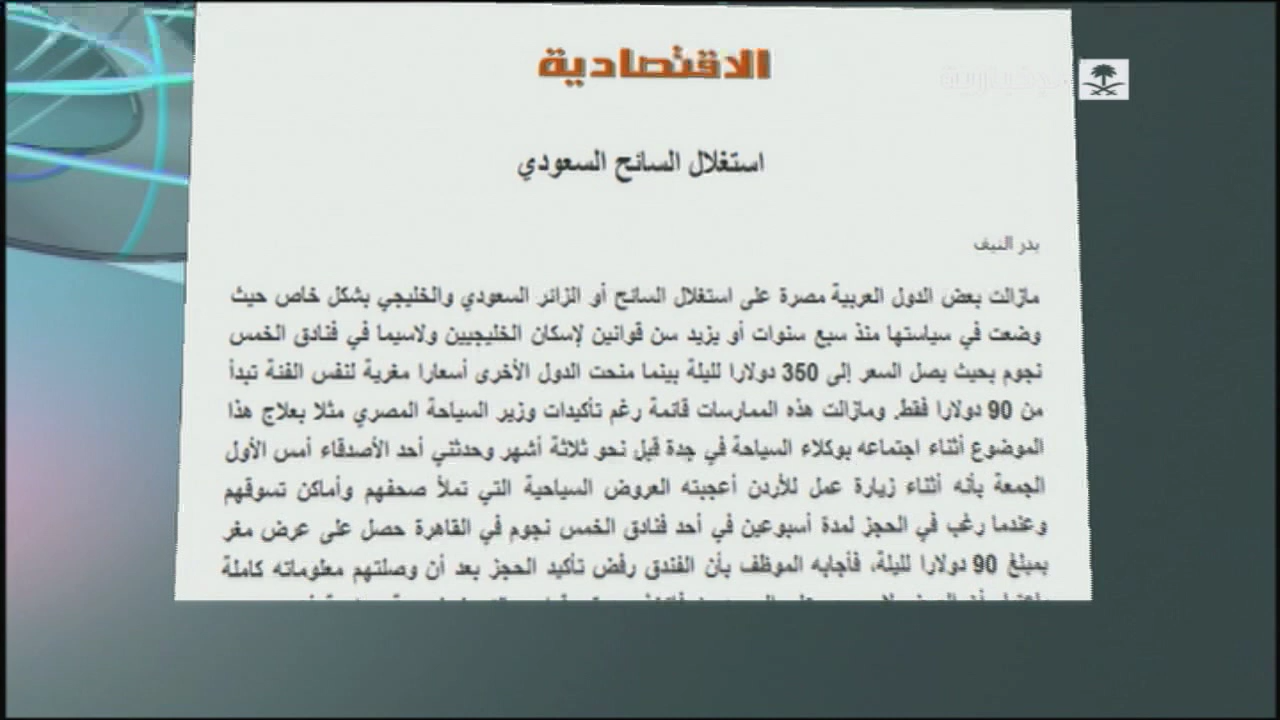 الاقتصادية
الإخبارية
استغلال السائح السعودي
بدر النيف
مازالت بعض الدول العربية مصرة على استغلال السائح أو الزائر السعودي والخليجي بشكل خاص حيث
وضعت في سياستها منذ سبع سنوات أو يزيد سن قوانين لإسكان الخليجيين ولاسيما في فنادق الخمس
نجوم بحيث يصل السعر إلى 350 دولارا لليلة بينما منحت الدول الأخرى أسعارا مغرية لنفس الفئة تبدأ
من 90 دولارا فقط. ومازالت هذه الممارسات قائمة رغم تأكيدات وزير السياحة المصري مثلا بعلاج هذا
الموضوع أثناء اجتماعه بوكلاء السياحة في جدة قبل نحو ثلاثة أشهر وحدثني أحد الأصدقاء أمس الأول
الجمعة بأنه أثناء زيارة عمل للأردن أعجبته العروض السياحية التي تملأ صحفهم وأماكن تسوقهم
وعندما رغب في الحجز لمدة أسبوعين في أحد فنادق الخمس نجوم في القاهرة حصل على عرض مغر
بمبلغ 90 دولارا لليلة، فأجابه الموظف بأن الفندق رفض تأكيد الحجز بعد أن وصلتهم معلوماته كاملة